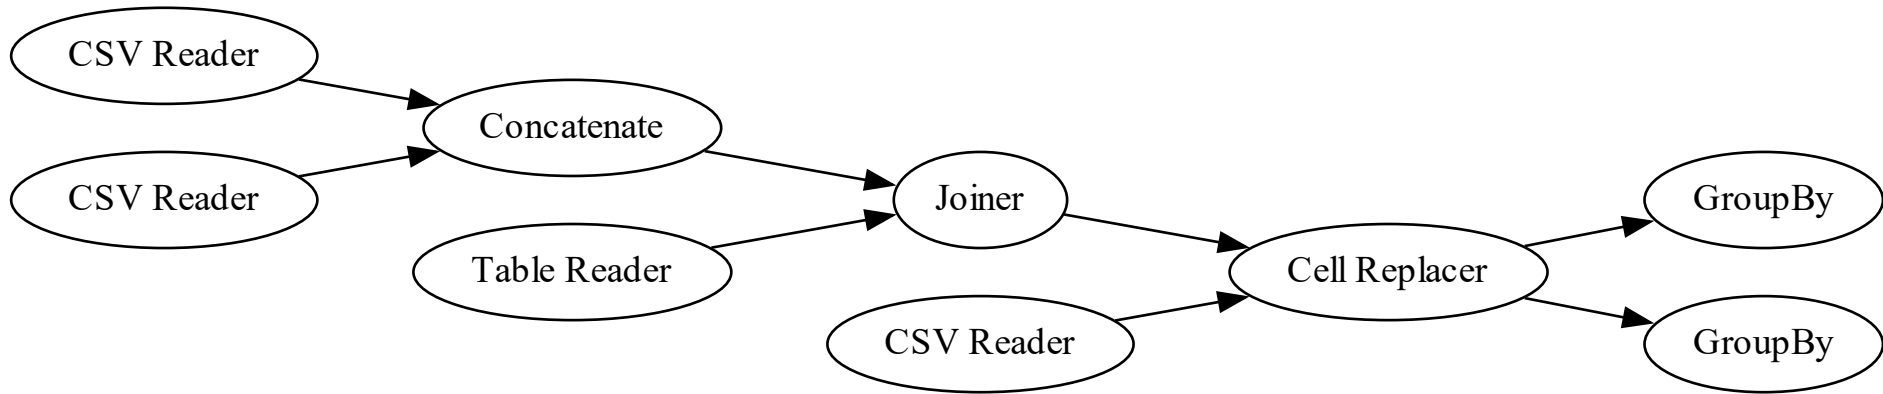 CSV Reader
CSV Reader
Concatenate
Table Reader
Joiner
CSV Reader
Cell Replacer
GroupBy
GroupBy